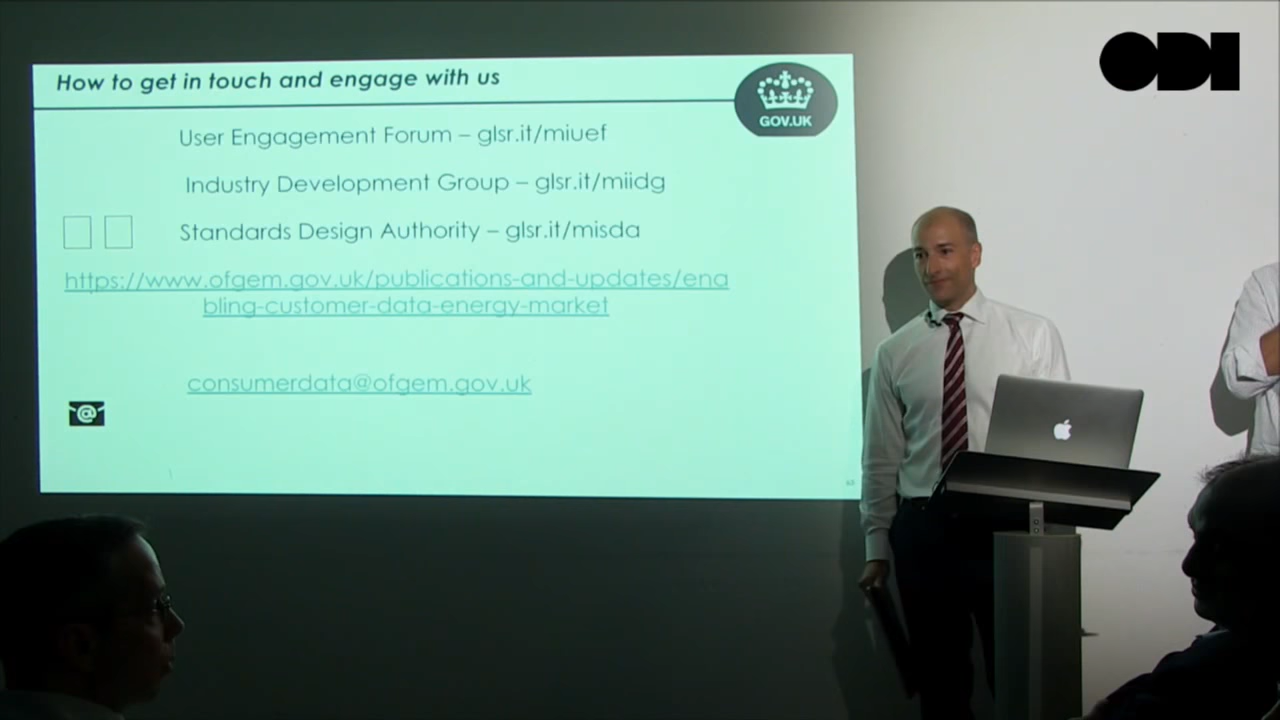 ODI
How to get in touch and engage with us
GOV.UK
User Engagement Forum – glsr.it/miuef
Industry Development Group – glsr.it/miidg
Standards Design Authority – glsr.it/misda
https://www.ofgem.gov.uk/publications-and-updates/ena
bling-customer-data-energy-market
consumerdata@ofgem.gov.uk